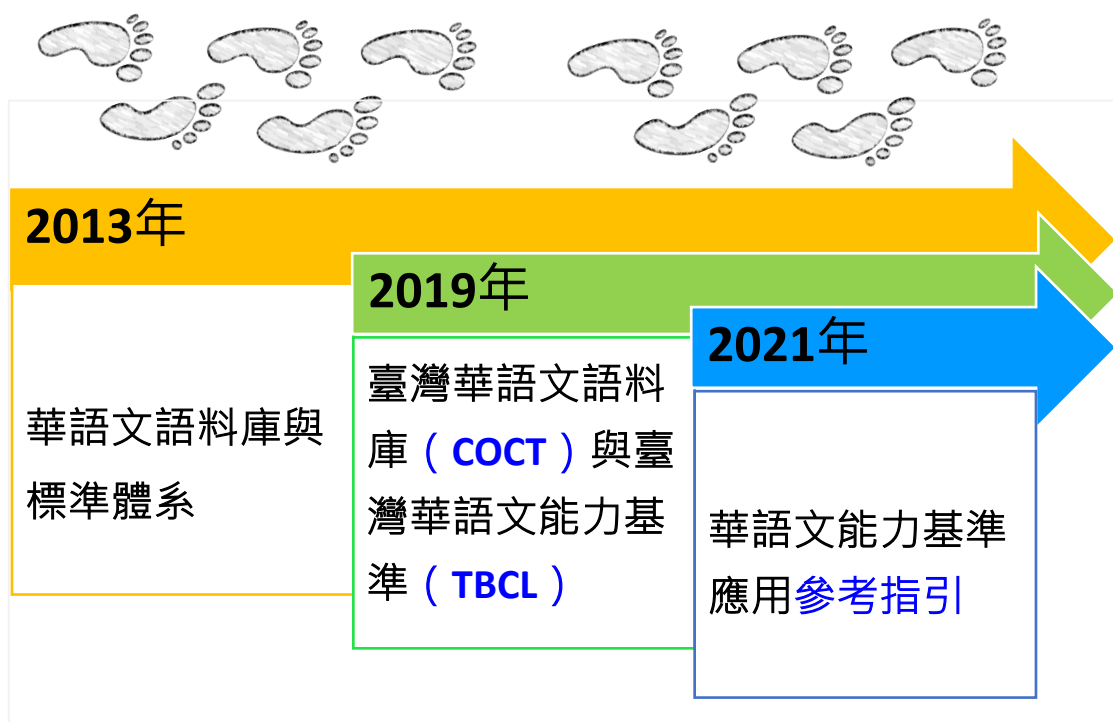 2013年
華語文語料庫與
標準體系
2019年
臺灣華語文語料
庫（COCT）與臺
灣華語文能力基
準（TBCL）
2021年
華語文能力基準
應用參考指引